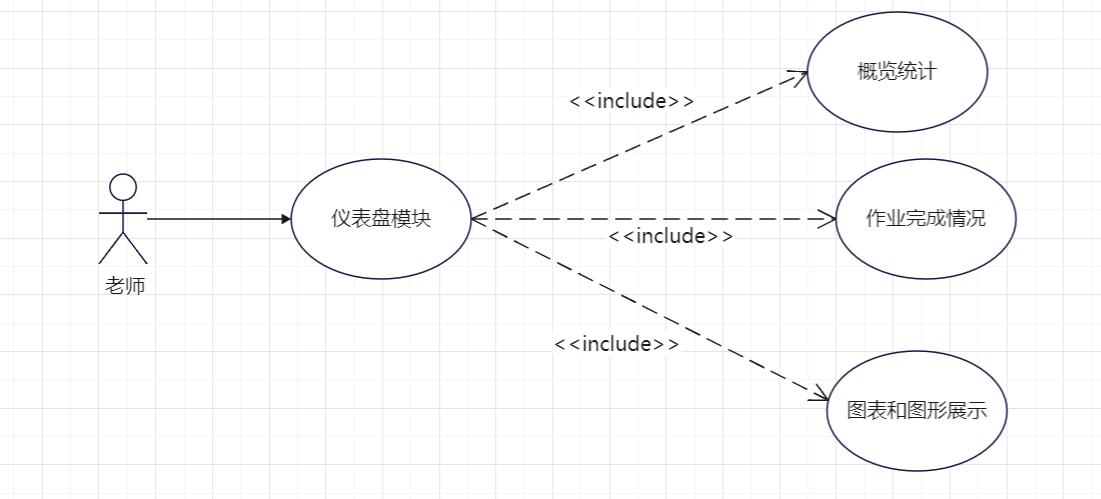 概览统计
<<include>>
老师
仪表盘模块
<<include>>
作业完成情况
<<include>>
图表和图形展示